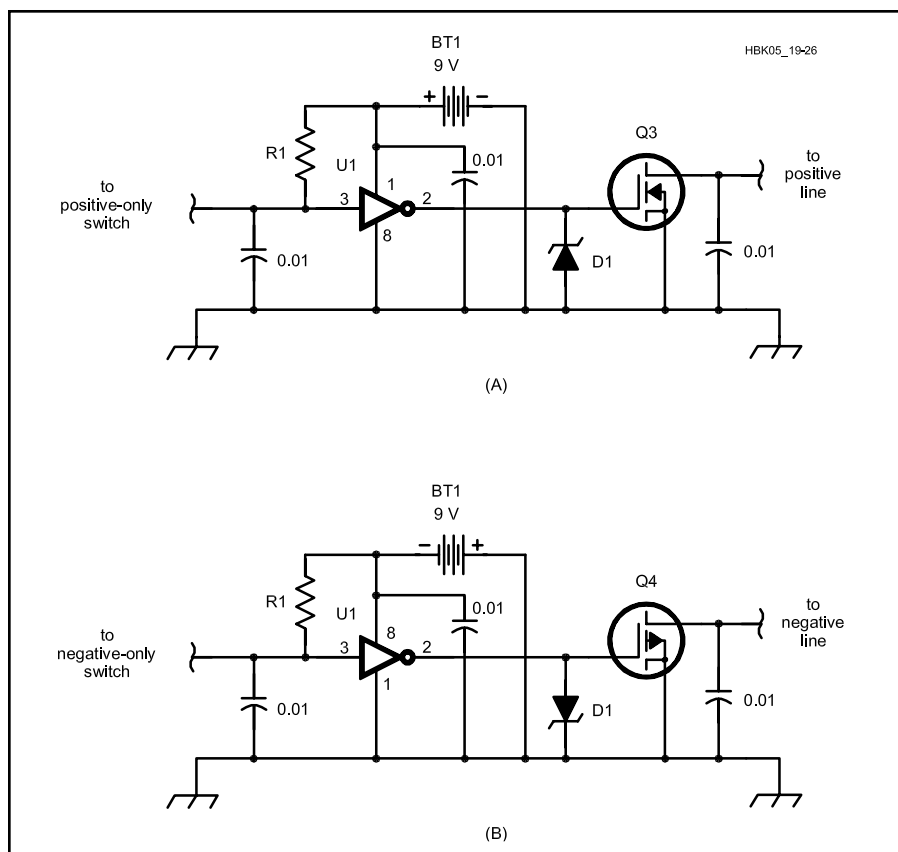 HBK05_19-26
BT1
9 V
+ −
Q3
R1
U1
0.01
to
positive-only
switch
to
positive
line
1
3
2
8
0.01
D1
0.01
(A)
BT1
9 V
− +
Q4
R1
U1
0.01
to
negative-only
switch
to
negative
line
8
3
2
1
0.01
D1
0.01
(B)